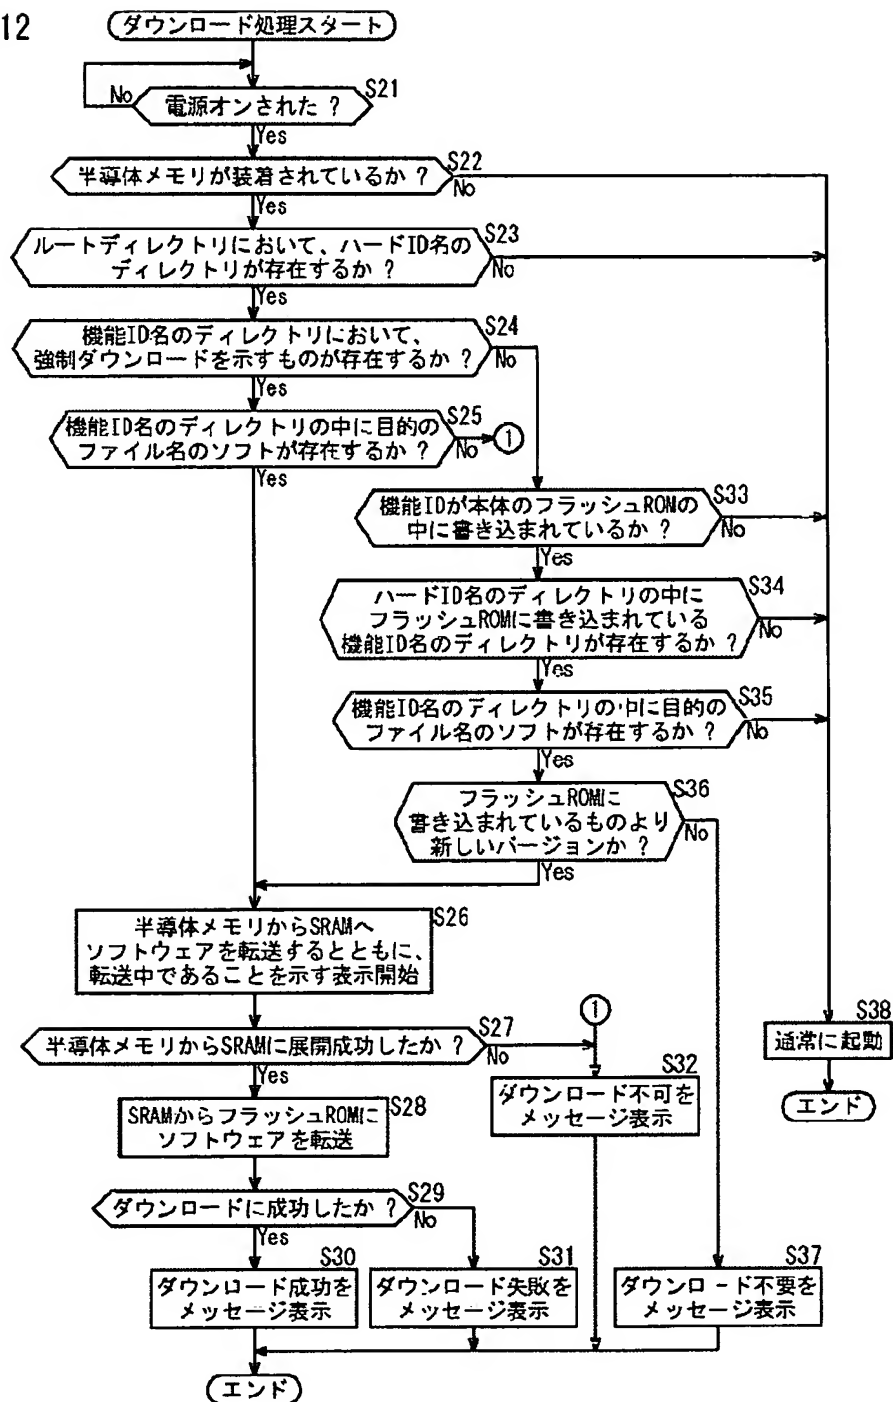 12
ダウンロード処理スタート
S21
電源オンされた ?
No
Yes
S22
半導体メモリが装着されているか ?
No
Yes
S23
ルートディレクトリにおいて、ハードID名の
ディレクトリが存在するか ?
No
Yes
S24
機能ID名のディレクトリにおいて、
強制ダウンロードを示すものが存在するか ?
No
Yes
S25
機能ID名のディレクトリの中に目的の
ファイル名のソフトが存在するか ?
No
1
Yes
S33
機能IDが本体のフラッシュROMの
中に書き込まれているか ?
No
Yes
S34
ハードID名のディレクトリの中に
フラッシュROMに書き込まれている
機能ID名のディレクトリが存在するか ?
No
Yes
S35
機能ID名のディレクトリの中に目的の
ファイル名のソフトが存在するか ?
No
Yes
S36
フラッシュROMに
書き込まれているものより
新しいバージョンか ?
No
Yes
S26
半導体メモリからSRAMへ
ソフトウェアを転送するとともに、
転送中であることを示す表示開始
S27
半導体メモリからSRAMに展開成功したか ?
No
Yes
1
S32
ダウンロード不可を
メッセージ表示
S38
通常に起動
エンド
S28
SRAMからフラッシュROMに
ソフトウェアを転送
S29
ダウンロードに成功したか ?
No
Yes
S30
ダウンロード成功を
メッセージ表示
S31
ダウンロード失敗を
メッセージ表示
S37
ダウンロード不要を
メッセージ表示
エンド